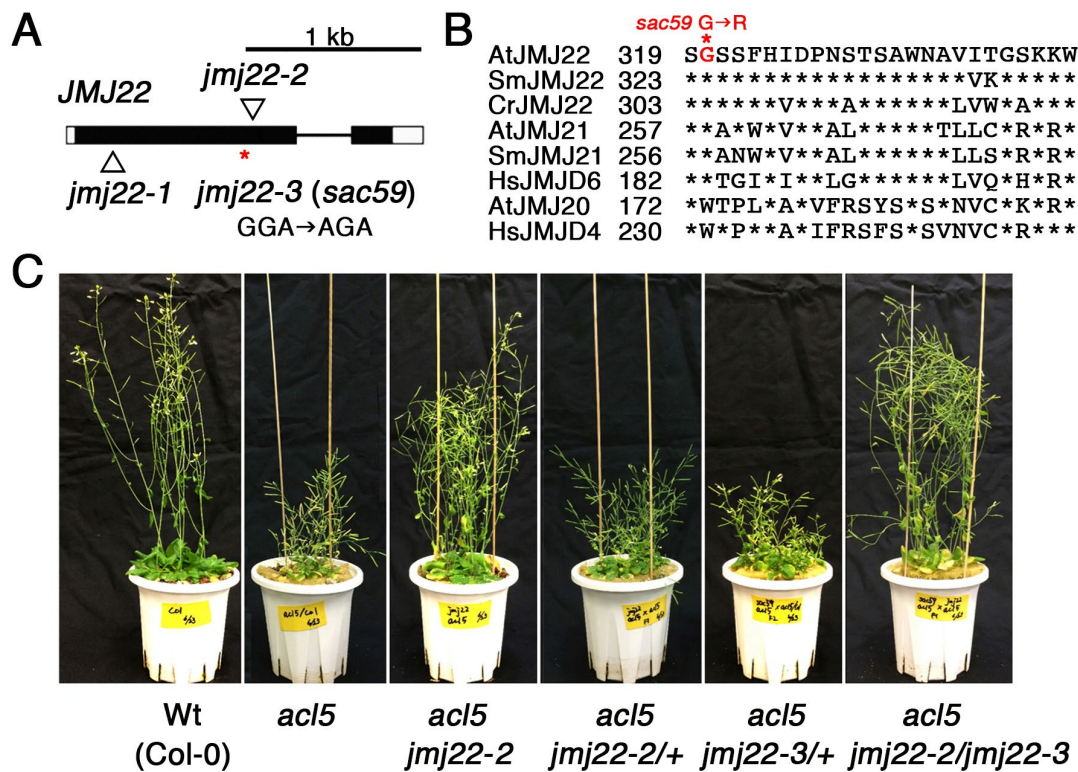 A
1 kb
jmj22-2
JMJ22
jmj22-1
*
jmj22-3 (sac59)
GGA→AGA
B
sac59 G→R
*
AtJMJ22 319 SGSSFHIDPNSTSAWNAVITGSKKW
SmJMJ22 323 ******************VK*****
CrJMJ22 303 ******V***A******LVW*A***
AtJMJ21 257 **A*W*V**AL*****TLLC*R*R*
SmJMJ21 256 **ANW*V**AL******LLS*R*R*
HsJMJD6 182 **TGI*I**LG******LVQ*H*R*
AtJMJ20 172 *WTPL*A*VFRSYS*S*NVC*K*R*
HsJMJD4 230 *W*P**A*IFRSFS*SVNVC*R***
C
Col
acl5/Col
jmj22
acl5
Wt
(Col-0)
acl5
acl5
jmj22-2
acl5
jmj22-2/+
acl5
jmj22-3/+
acl5
jmj22-2/jmj22-3